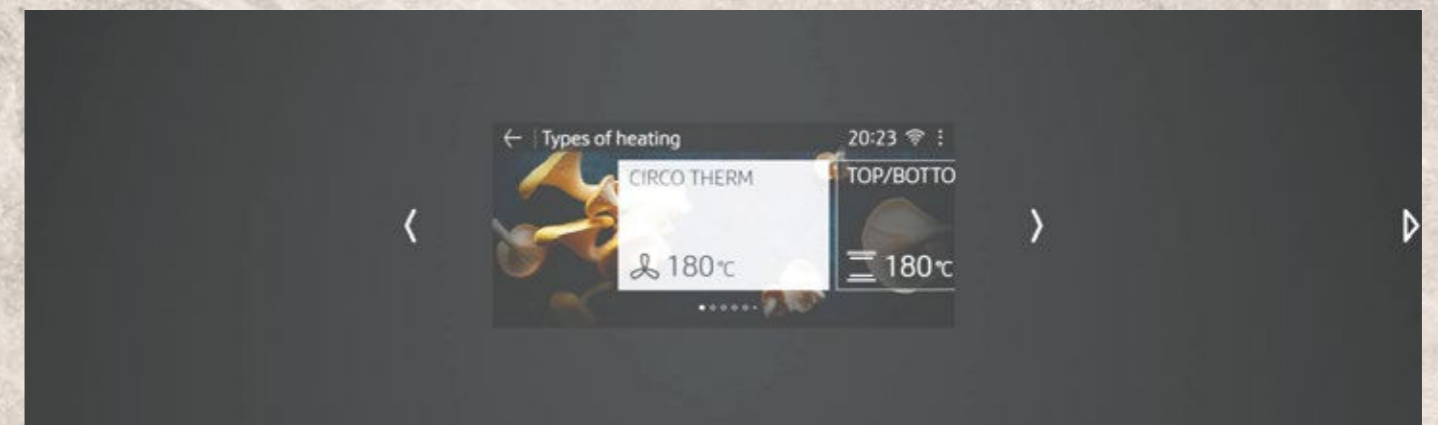 Types of heating
20:23
CIRCO THERM
180°C
TOP/BOTTO
180°C